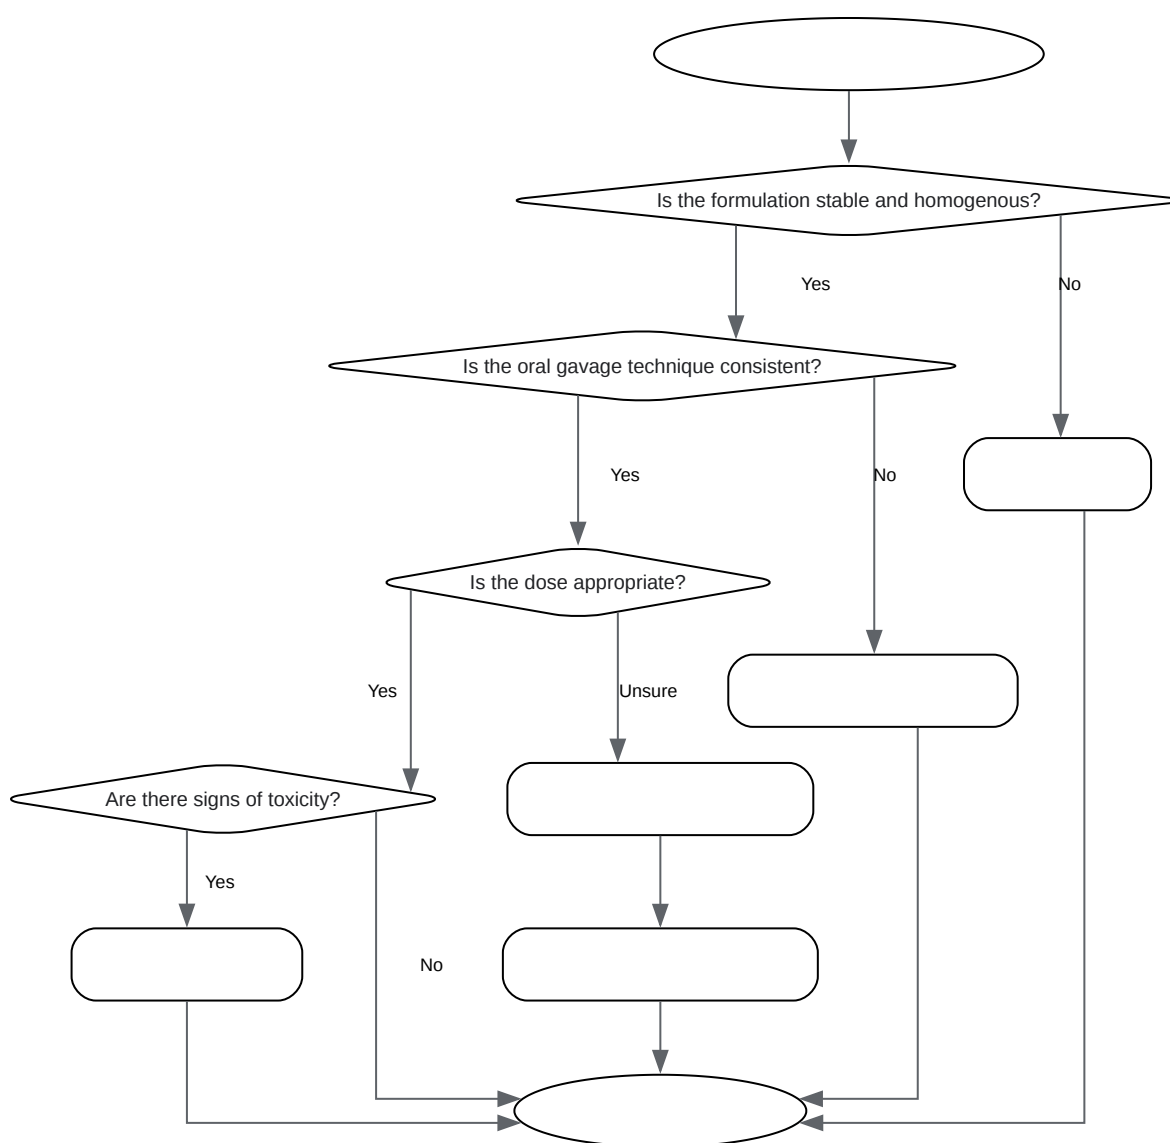 Is the formulation stable and homogenous?
Yes
No
Is the oral gavage technique consistent?
Yes
No
Is the dose appropriate?
Yes
Unsure
Are there signs of toxicity?
Yes
No